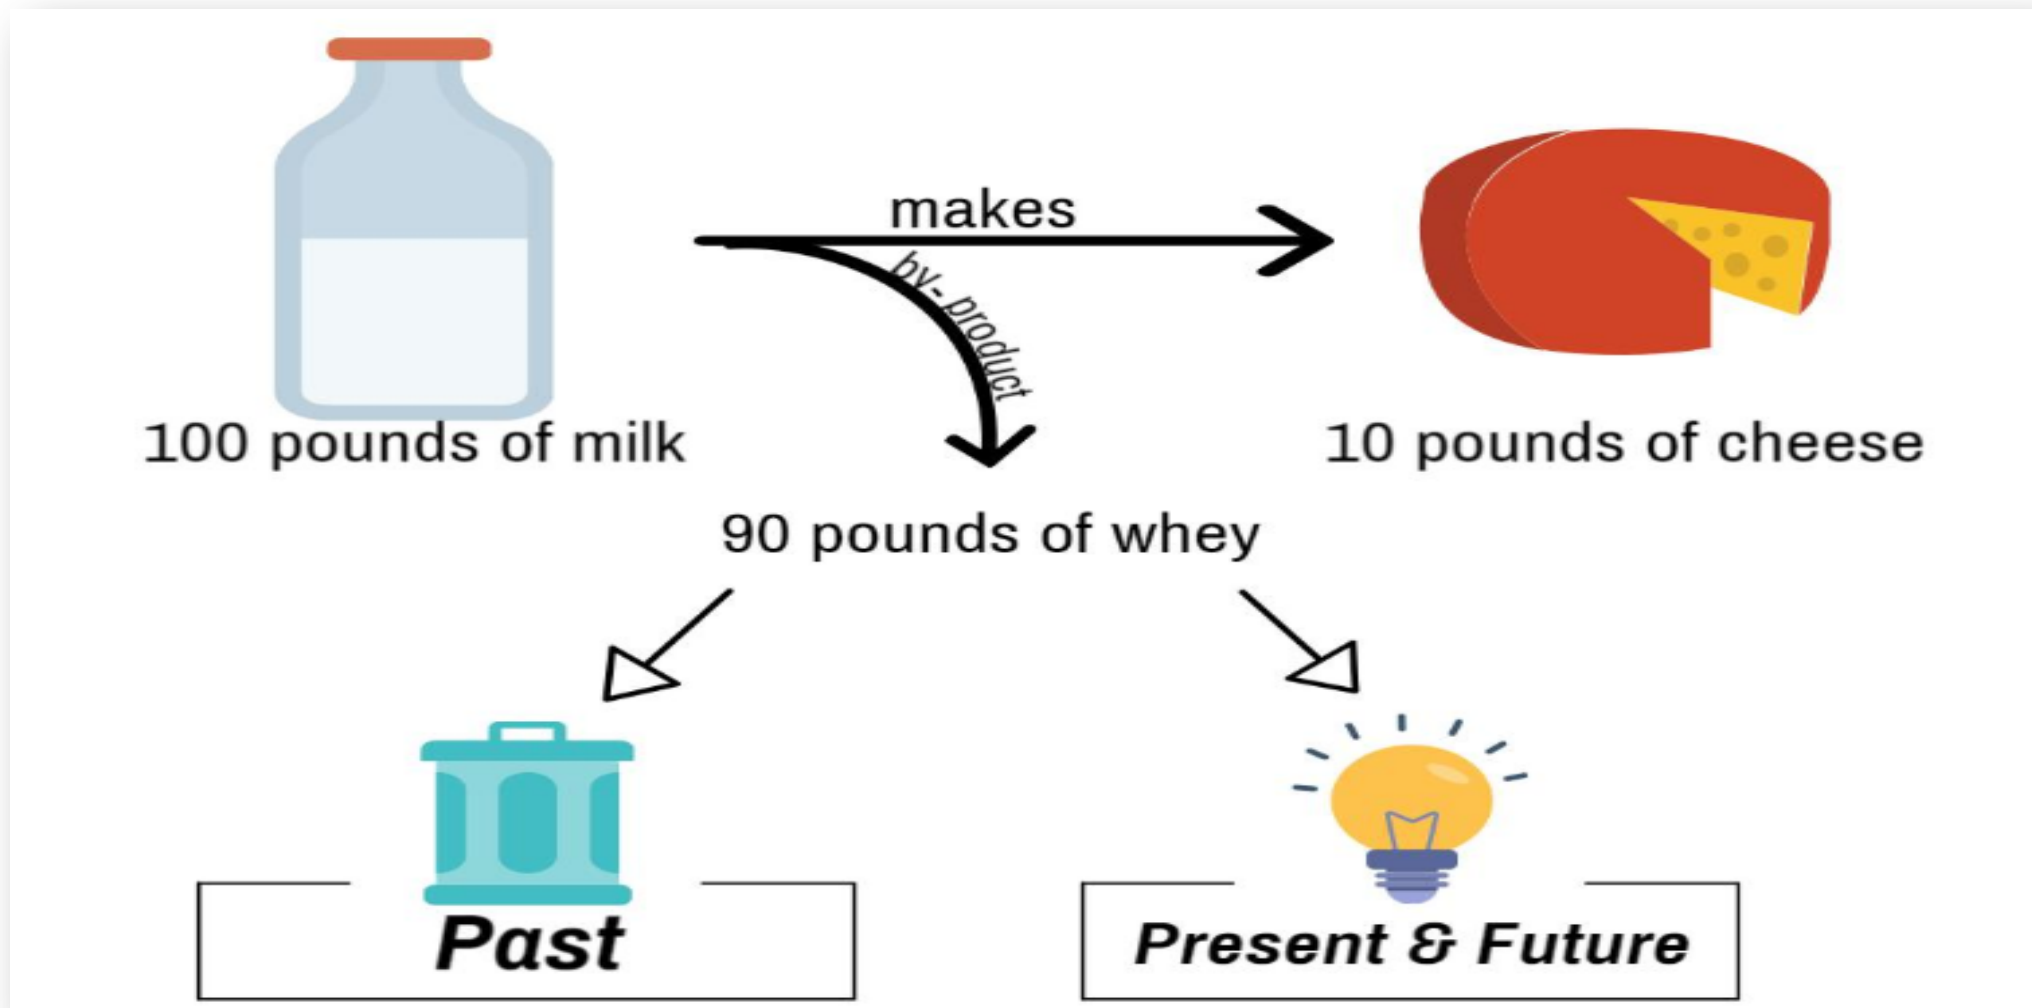 makes
by-product
100 pounds of milk
10 pounds of cheese
90 pounds of whey
Past
Present & Future